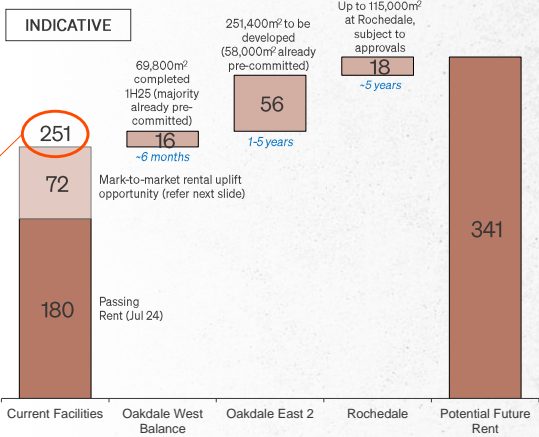 INDICATIVE
251
72
180
Mark-to-market rental uplift
opportunity (refer next slide)
Passing
Rent (Jul 24)
69,800m²
completed
1H25 (majority
already pre-
committed)
16
~6 months
251,400m² to be
developed
(58,000m² already
pre-committed)
56
1-5 years
Up to 115,000m²
at Rochedale,
subject to
approvals
18
~5 years
341
Current Facilities
Oakdale West
Balance
Oakdale East 2
Rochedale
Potential Future
Rent